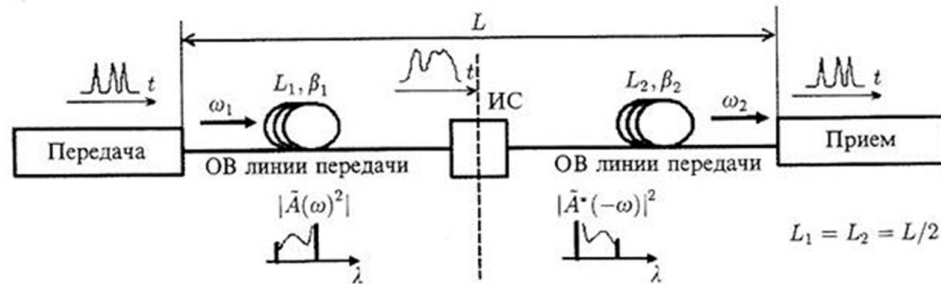 L
t
t
t
L₁, β₁
L₂, β₂
ω₁
ИС
ω₂
Передача
Прием
ОВ линии передачи
ОВ линии передачи
|Ã(ω)²|
|Ã*(-ω)|²
L₁ = L₂ = L/2
λ
λ